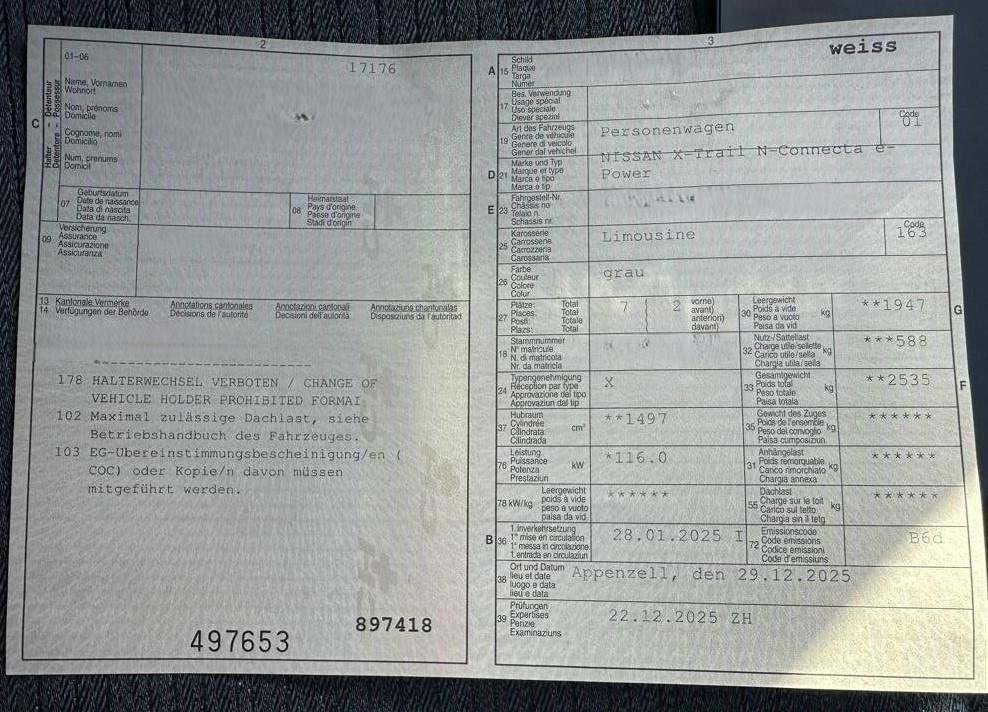 2
01-06
17176
Name, Vornamen
Wohnort
Nom, prénoms
Domicile
Cognome, nomi
Domicilio
Num, prenums
Domicil
C
Halter - Détenteur
Detentore - Possessur
07
Geburtsdatum
Date de naissance
Data di nascita
Data da nasch.
08
Heimatstaat
Pays d'origine
Paese d'origine
Stadi d'origin
09
Versicherung
Assurance
Assicurazione
Assicuranza
13 Kantonale Vermerke
14 Verfügungen der Behörde
Annotations cantonales
Décisions de l'autorité
Annotazioni cantonali
Decisioni dell'autorità
Annotaziuns chantunalas
Disposiziuns da l'autoritad
178 HALTERWECHSEL VERBOTEN / CHANGE OF
VEHICLE HOLDER PROHIBITED FORMAL
102 Maximal zulässige Dachlast, siehe
Betriebshandbuch des Fahrzeuges.
103 EG-Übereinstimmungsbescheinigung/en (
COC) oder Kopie/n davon müssen
mitgeführt werden.
497653
897418
3
weiss
A 15
Schild
Plaque
Targa
Numer
17
Bes. Verwendung
Usage spécial
Uso speciale
Diever spezial
19
Art des Fahrzeugs
Genre de véhicule
Genere di veicolo
Gener dal vehichel
Personenwagen
Code
01
D 21
Marke und Typ
Marque et type
Marca e tipo
Marca e tip
NISSAN X-Trail N-Connecta e-
Power
E 23
Fahrgestell-Nr.
Châssis no
Telaio n.
Schassis nr.
25
Karosserie
Carrosserie
Carrozzeria
Carossaria
Limousine
Code
163
26
Farbe
Couleur
Colore
Colur
grau
27
Plätze: Total
Places: Total
Posti: Totale
Plazs: Total
7
2
vorne)
avant)
anteriori)
davant)
30
Leergewicht
Poids à vide
Peso a vuoto
Paisa da vid
kg
**1947
G
18
Stammnummer
N° matricule
N. di matricola
Nr. da matricla
32
Nutz-/Sattellast
Charge utile/sellette
Carico utile/sella
Chargia utila/sella
kg
***588
24
Typengenehmigung
Réception par type
Approvazione del tipo
Approvaziun dal tip
X
33
Gesamtgewicht
Poids total
Peso totale
Paisa totala
kg
**2535
F
37
Hubraum
Cylindrée
Cilindrata
Cilindrada
cm³
**1497
35
Gewicht des Zuges
Poids de l'ensemble
Peso del convoglio
Paisa cumposiziun
kg
******
76
Leistung
Puissance
Potenza
Prestaziun
kW
*116.0
31
Anhängelast
Poids remorquable
Carico rimorchiato
Chargia annexa
kg
******
78 kW/kg
Leergewicht
poids à vide
peso a vuoto
paisa da vid
******
55
Dachlast
Charge sur le toit
Carico sul tetto
Chargia sin il tetg
kg
******
B 36
1. Inverkehrsetzung
1re mise en circulation
1a messa in circolazione
1. entrada en circulaziun
28.01.2025 I
72
Emissionscode
Code émissions
Codice emissioni
Code d'emissiuns
B6d
38
Ort und Datum
lieu et date
luogo e data
lieu e data
Appenzell, den 29.12.2025
39
Prüfungen
Expertises
Perizie
Examinaziuns
22.12.2025 ZH